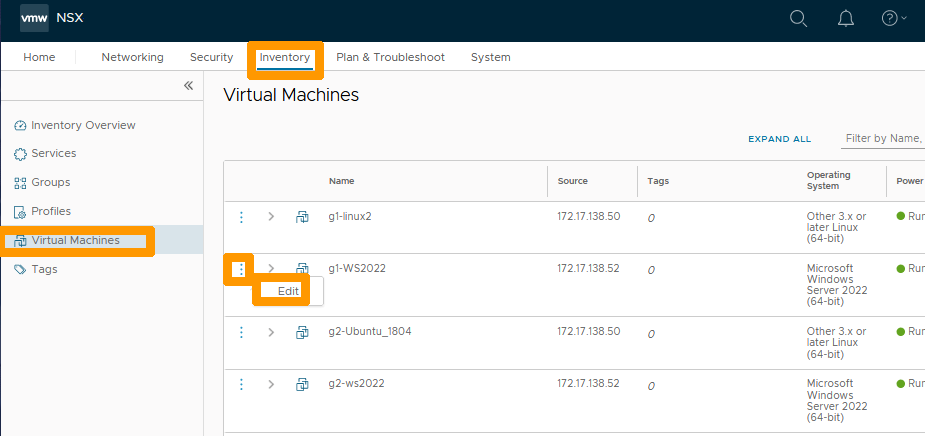 vmw NSX
Home Networking Security Inventory Plan & Troubleshoot System
Virtual Machines
Inventory Overview
Services
Groups
Profiles
Virtual Machines
Tags
EXPAND ALL Filter by Name,
Name Source Tags Operating System Power
g1-linux2 172.17.138.50 0 Other 3.x or
later Linux
(64-bit) Run
g1-WS2022 172.17.138.52 0 Microsoft
Windows
Server 2022
(64-bit) Run
Edit
g2-Ubuntu_1804 172.17.138.50 0 Other 3.x or
later Linux
(64-bit) Run
g2-ws2022 172.17.138.52 0 Microsoft
Windows
Server 2022
(64-bit) Run